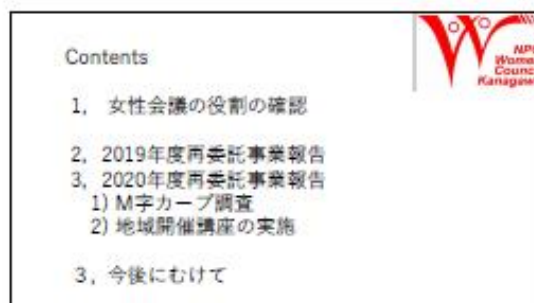 NPO
Women
Council
Kanagawa
Contents
1, 女性会議の役割の確認
2, 2019年度再委託事業報告
3, 2020年度再委託事業報告
1) M字カーブ調査
2) 地域開催講座の実施
3, 今後にむけて